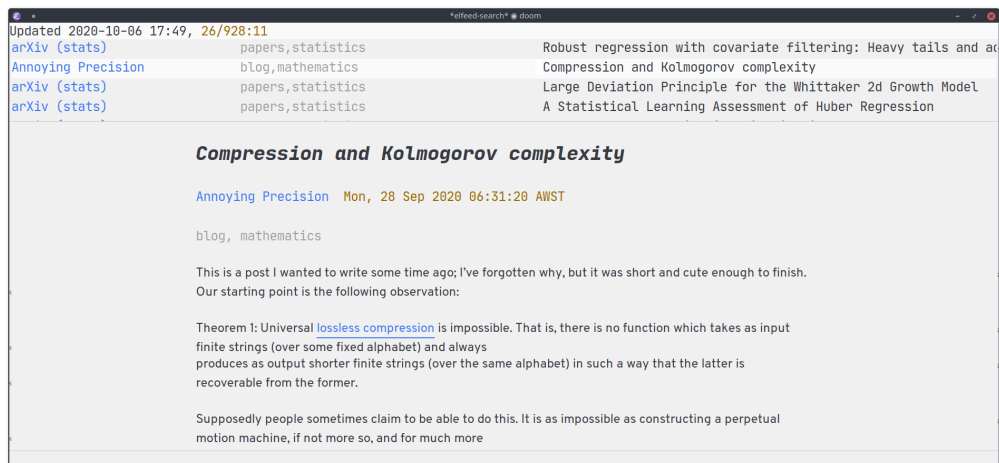 *elfeed-search* ◉ doom
Updated 2020-10-06 17:49, 26/928:11
arXiv (stats) papers,statistics Robust regression with covariate filtering: Heavy tails and ad
Annoying Precision blog,mathematics Compression and Kolmogorov complexity
arXiv (stats) papers,statistics Large Deviation Principle for the Whittaker 2d Growth Model
arXiv (stats) papers,statistics A Statistical Learning Assessment of Huber Regression
Compression and Kolmogorov complexity
Annoying Precision Mon, 28 Sep 2020 06:31:20 AWST
blog, mathematics
This is a post I wanted to write some time ago; I've forgotten why, but it was short and cute enough to finish.
Our starting point is the following observation:
Theorem 1: Universal lossless compression is impossible. That is, there is no function which takes as input
finite strings (over some fixed alphabet) and always
produces as output shorter finite strings (over the same alphabet) in such a way that the latter is
recoverable from the former.
Supposedly people sometimes claim to be able to do this. It is as impossible as constructing a perpetual
motion machine, if not more so, and for much more